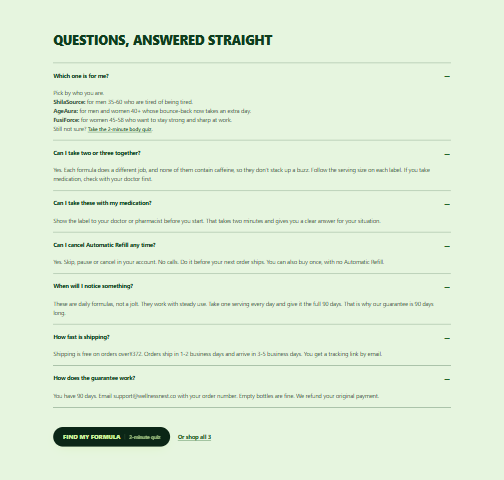 QUESTIONS, ANSWERED STRAIGHT
Which one is for me?
Pick by who you are.
ShilaSource: for men 35-60 who are tired of being tired.
AgeAura: for men and women 40+ whose bounce-back now takes an extra day.
FusiForce: for women 45-58 who want to stay strong and sharp at work.
Still not sure? Take the 2-minute body quiz.
Can I take two or three together?
Yes. Each formula does a different job, and none of them contain caffeine, so they don't stack up a buzz. Follow the serving size on each label. If you take
medication, check with your doctor first.
Can I take these with my medication?
Show the label to your doctor or pharmacist before you start. That takes two minutes and gives you a clear answer for your situation.
Can I cancel Automatic Refill any time?
Yes. Skip, pause or cancel in your account. No calls. Do it before your next order ships. You can also buy once, with no Automatic Refill.
When will I notice something?
These are daily formulas, not a jolt. They work with steady use. Take one serving every day and give it the full 90 days. That is why our guarantee is 90 days
long.
How fast is shipping?
Shipping is free on orders over Orders ship in 1-2 business days and arrive in 3-5 business days. You get a tracking link by email.
How does the guarantee work?
You have 90 days. Email support@wellnessnest.co with your order number. Empty bottles are fine. We refund your original payment.
FIND MY FORMULA 2-minute quiz Or shop all 3